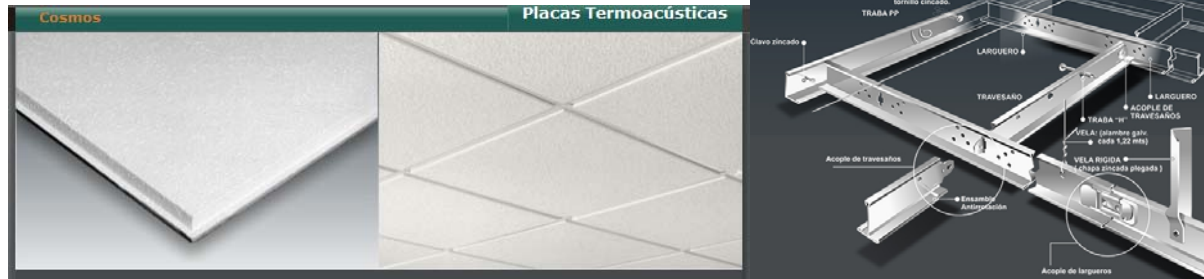 Cosmos
Placas Termoacústicas
tornillo cincado.
TRABA PP
Clavo zincado
LARGUERO
TRAVESAÑO
LARGUERO
ACOPLE DE
TRAVESAÑOS
TRABA "H"
VELA: (alambre galv.
cada 1,22 mts)
Acople de travesaños
VELA RIGIDA
( chapa zincada plegada )
Ensamble
Antirrotación
Acople de largueros